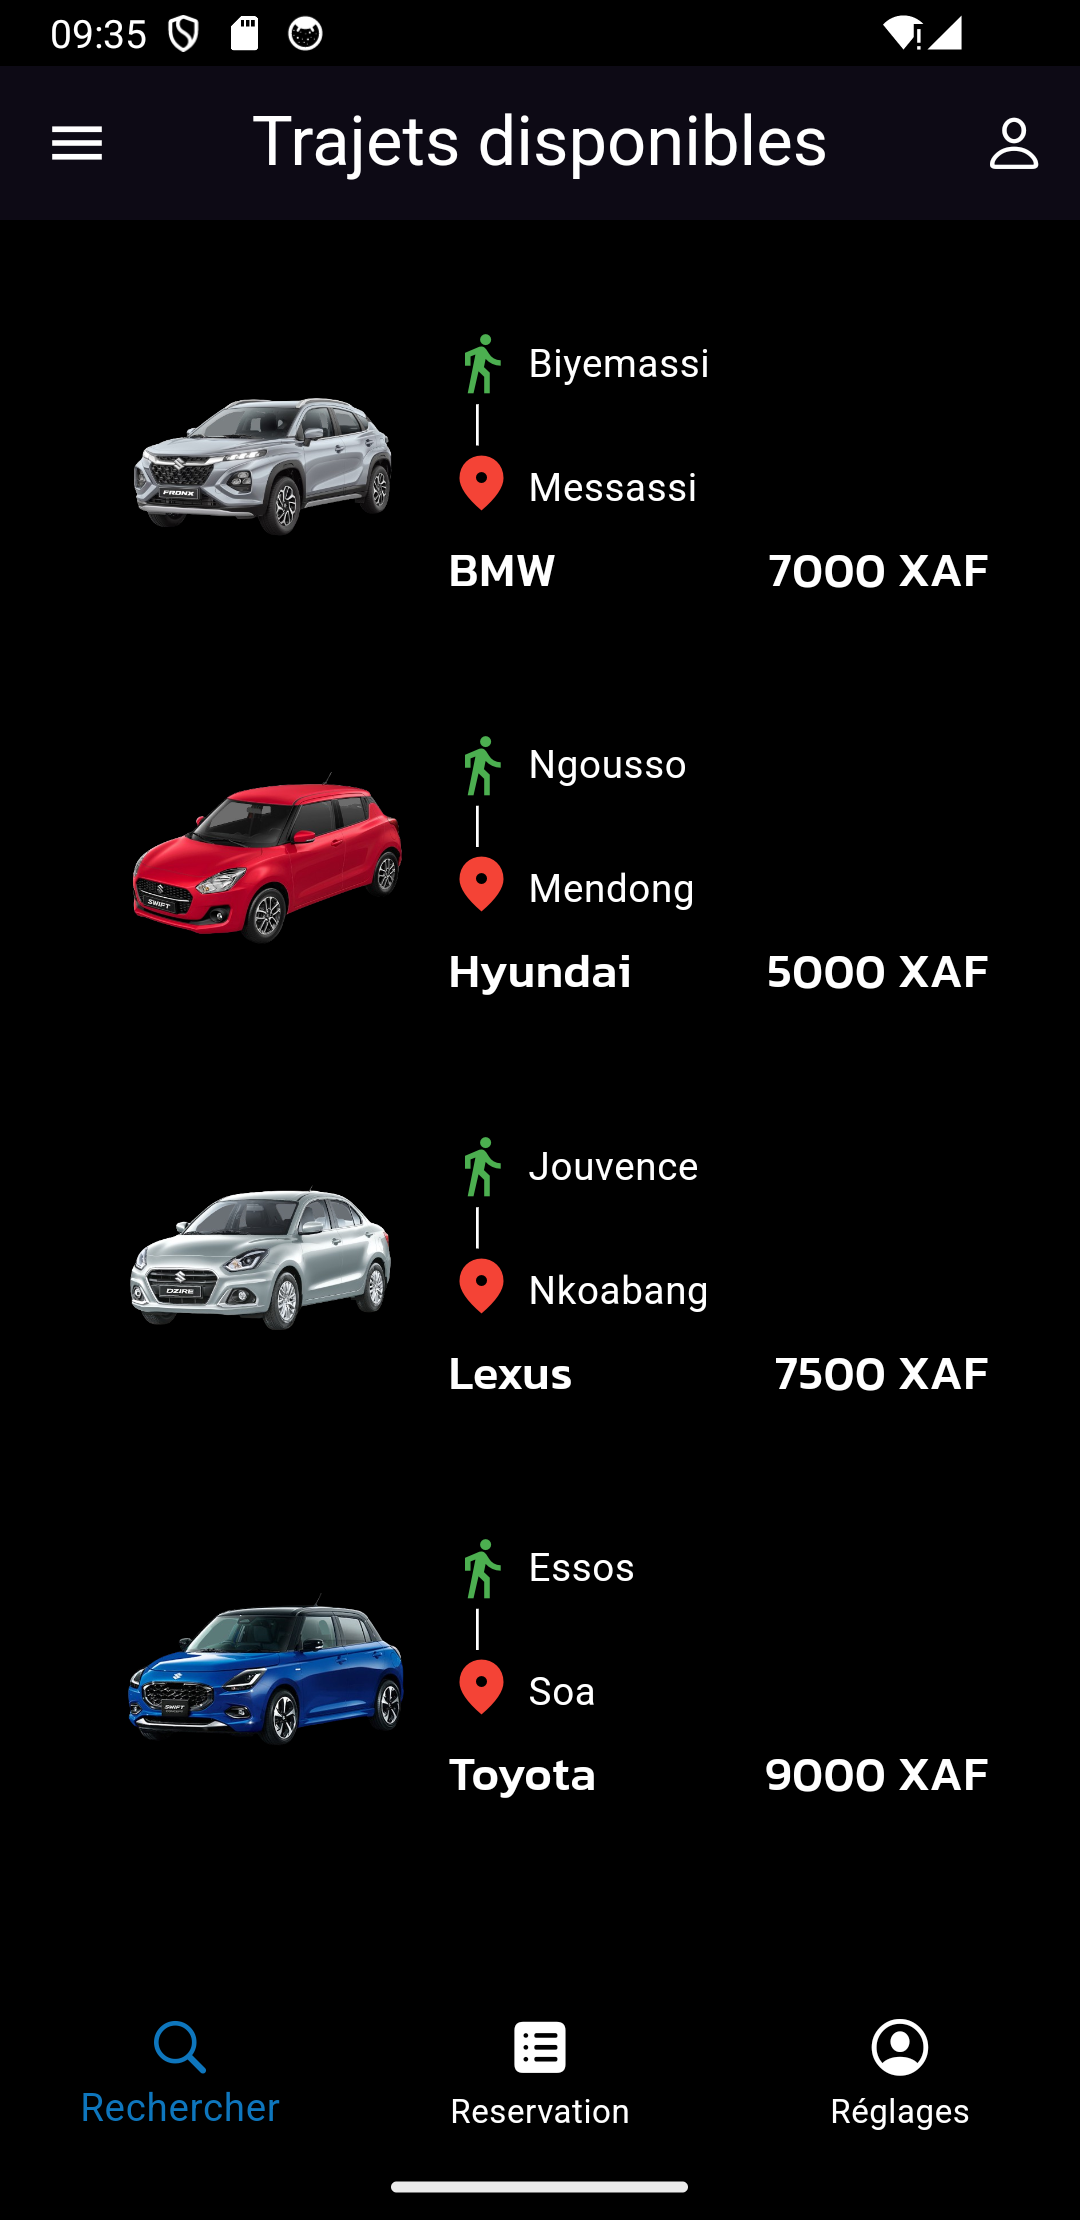 09:35
Trajets disponibles
Biyemassi
FRONX
Messassi
BMW 7000 XAF
Ngousso
SWIFT
Mendong
Hyundai 5000 XAF
Jouvence
DZIRE
Nkoabang
Lexus 7500 XAF
Essos
SWIFT
Soa
Toyota 9000 XAF
Rechercher
Reservation
Réglages